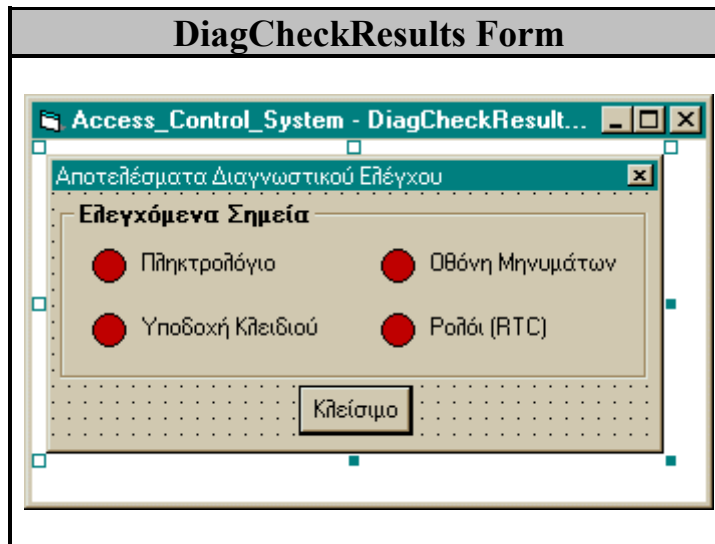 DiagCheckResults Form
Access_Control_System - DiagCheckResult...
Αποτελέσματα Διαγνωστικού Ελέγχου
Ελεγχόμενα Σημεία
Πληκτρολόγιο
Οθόνη Μηνυμάτων
Υποδοχή Κλειδιού
Ρολόι (RTC)
Κλείσιμο